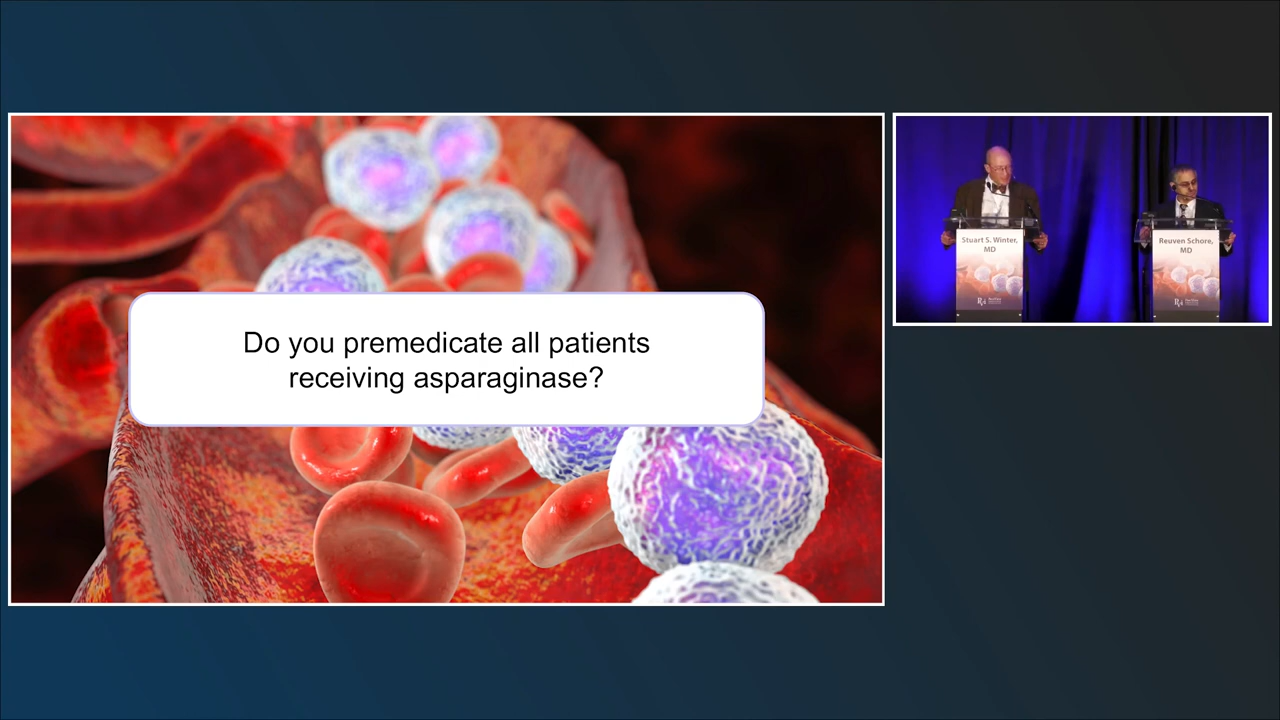 Do you premedicate all patients
receiving asparaginase?
Stuart S. Winter,
MD
Reuven Schore,
MD